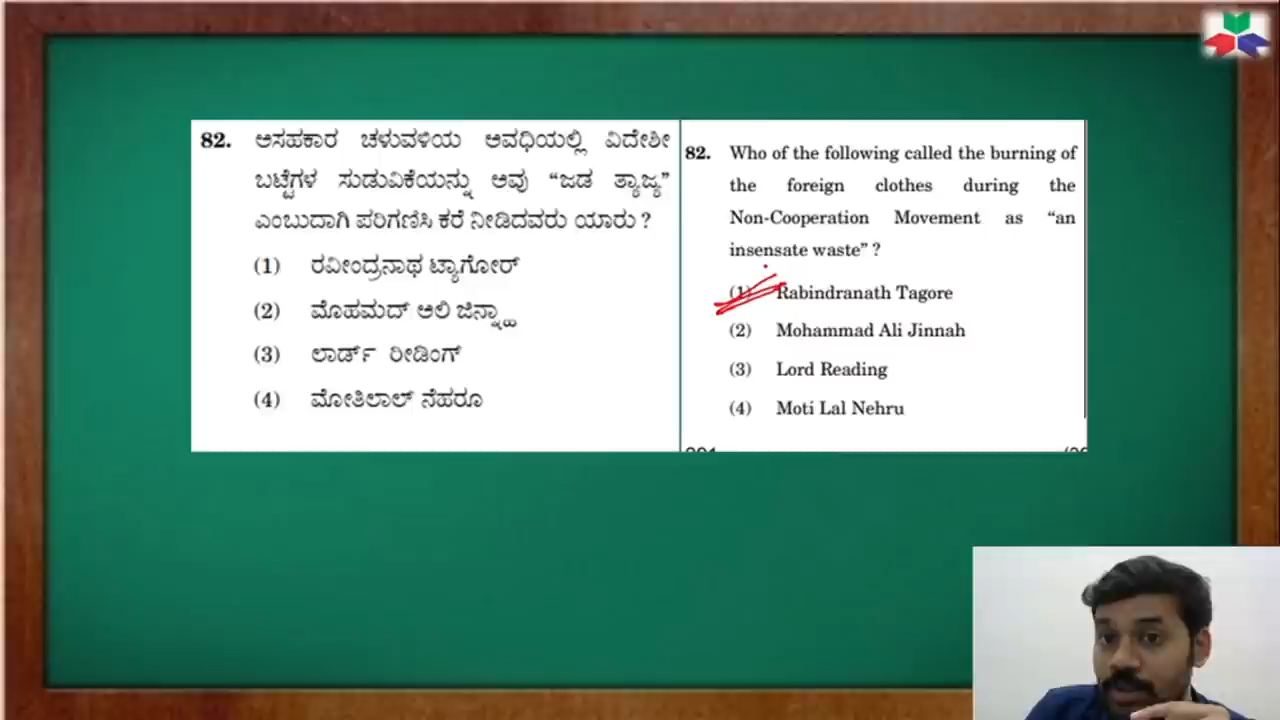 82. ಅಸಹಕಾರ ಚಳುವಳಿಯ ಅವಧಿಯಲ್ಲಿ ವಿದೇಶೀ
ಬಟ್ಟೆಗಳ ಸುಡುವಿಕೆಯನ್ನು ಅವು “ಜಡ ತ್ಯಾಜ್ಯ”
ಎಂಬುದಾಗಿ ಪರಿಗಣಿಸಿ ಕರೆ ನೀಡಿದವರು ಯಾರು ?
(1) ರವೀಂದ್ರನಾಥ ಟ್ಯಾಗೋರ್
(2) ಮೊಹಮದ್ ಅಲಿ ಜಿನ್ನಾಹ್
(3) ಲಾರ್ಡ್ ರೀಡಿಂಗ್
(4) ಮೋತಿಲಾಲ್ ನೆಹರೂ
82. Who of the following called the burning of
the foreign clothes during the
Non-Cooperation Movement as “an
insensate waste” ?
(1) Rabindranath Tagore
(2) Mohammad Ali Jinnah
(3) Lord Reading
(4) Moti Lal Nehru